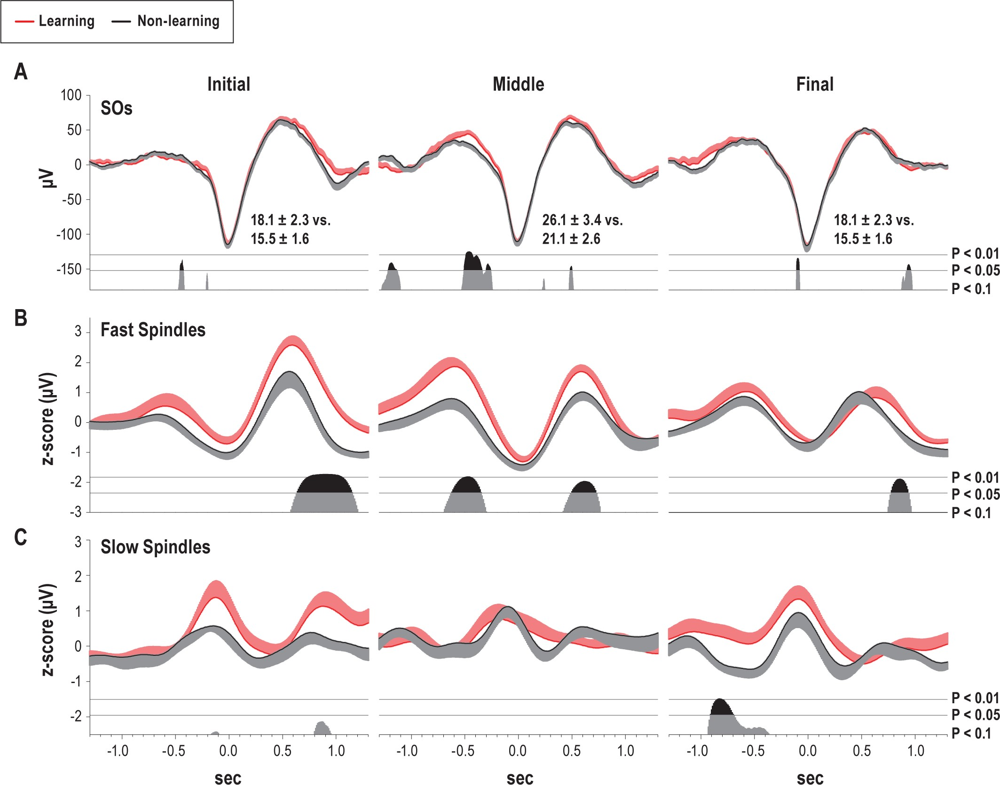 Learning Non-learning
A
Initial Middle Final
SOs
100
50
0
-50
-100
-150
µV
18.1 ± 2.3 vs.
15.5 ± 1.6
26.1 ± 3.4 vs.
21.1 ± 2.6
18.1 ± 2.3 vs.
15.5 ± 1.6
P < 0.01
P < 0.05
P < 0.1
B
Fast Spindles
3
2
1
0
-1
-2
-3
z-score (µV)
P < 0.01
P < 0.05
P < 0.1
C
Slow Spindles
3
2
1
0
-1
-2
z-score (µV)
P < 0.01
P < 0.05
P < 0.1
-1.0 -0.5 0.0 0.5 1.0 -1.0 -0.5 0.0 0.5 1.0 -1.0 -0.5 0.0 0.5 1.0
sec sec sec